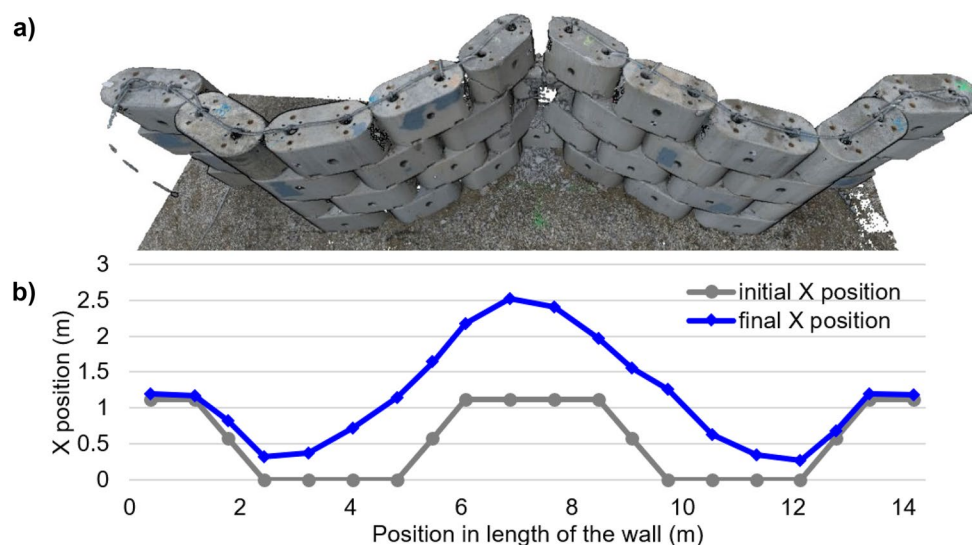 a)
b)
3
2.5
2
1.5
1
0.5
0
X position (m)
initial X position
final X position
0 2 4 6 8 10 12 14
Position in length of the wall (m)